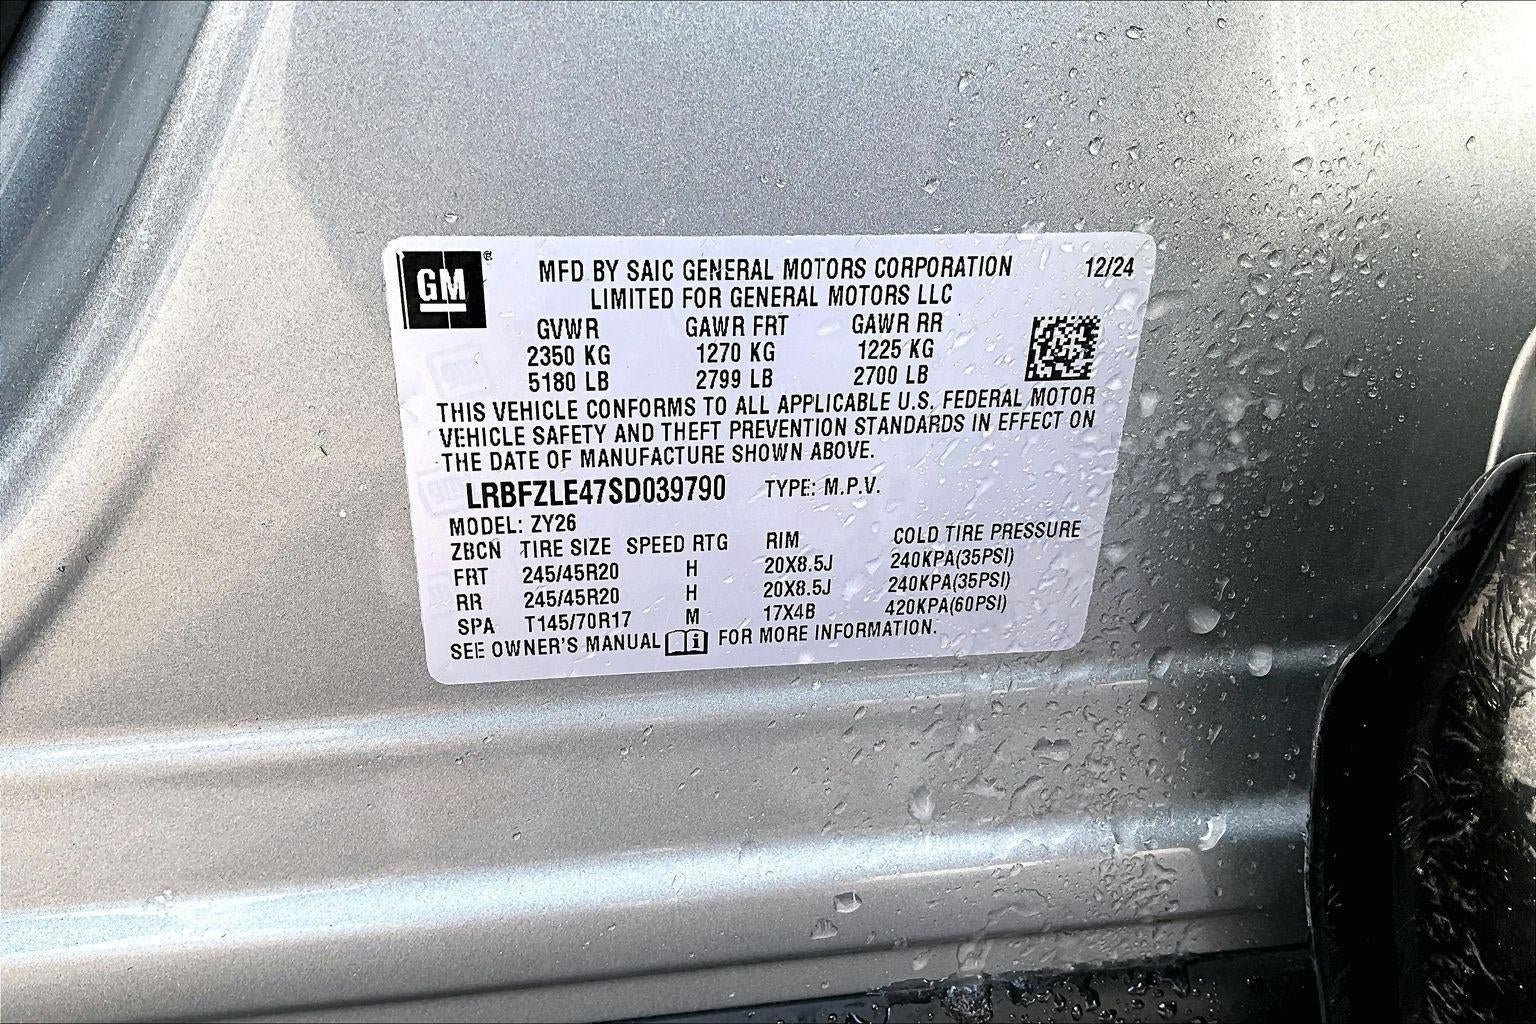 GM ®
MFD BY SAIC GENERAL MOTORS CORPORATION 12/24
LIMITED FOR GENERAL MOTORS LLC
GVWR GAWR FRT GAWR RR
2350 KG 1270 KG 1225 KG
5180 LB 2799 LB 2700 LB
THIS VEHICLE CONFORMS TO ALL APPLICABLE U.S. FEDERAL MOTOR
VEHICLE SAFETY AND THEFT PREVENTION STANDARDS IN EFFECT ON
THE DATE OF MANUFACTURE SHOWN ABOVE.
LRBFZLE47SD039790 TYPE: M.P.V.
MODEL: ZY26
ZBCN TIRE SIZE SPEED RTG RIM COLD TIRE PRESSURE
FRT 245/45R20 H 20X8.5J 240KPA(35PSI)
RR 245/45R20 H 20X8.5J 240KPA(35PSI)
SPA T145/70R17 M 17X4B 420KPA(60PSI)
SEE OWNER'S MANUAL i FOR MORE INFORMATION.